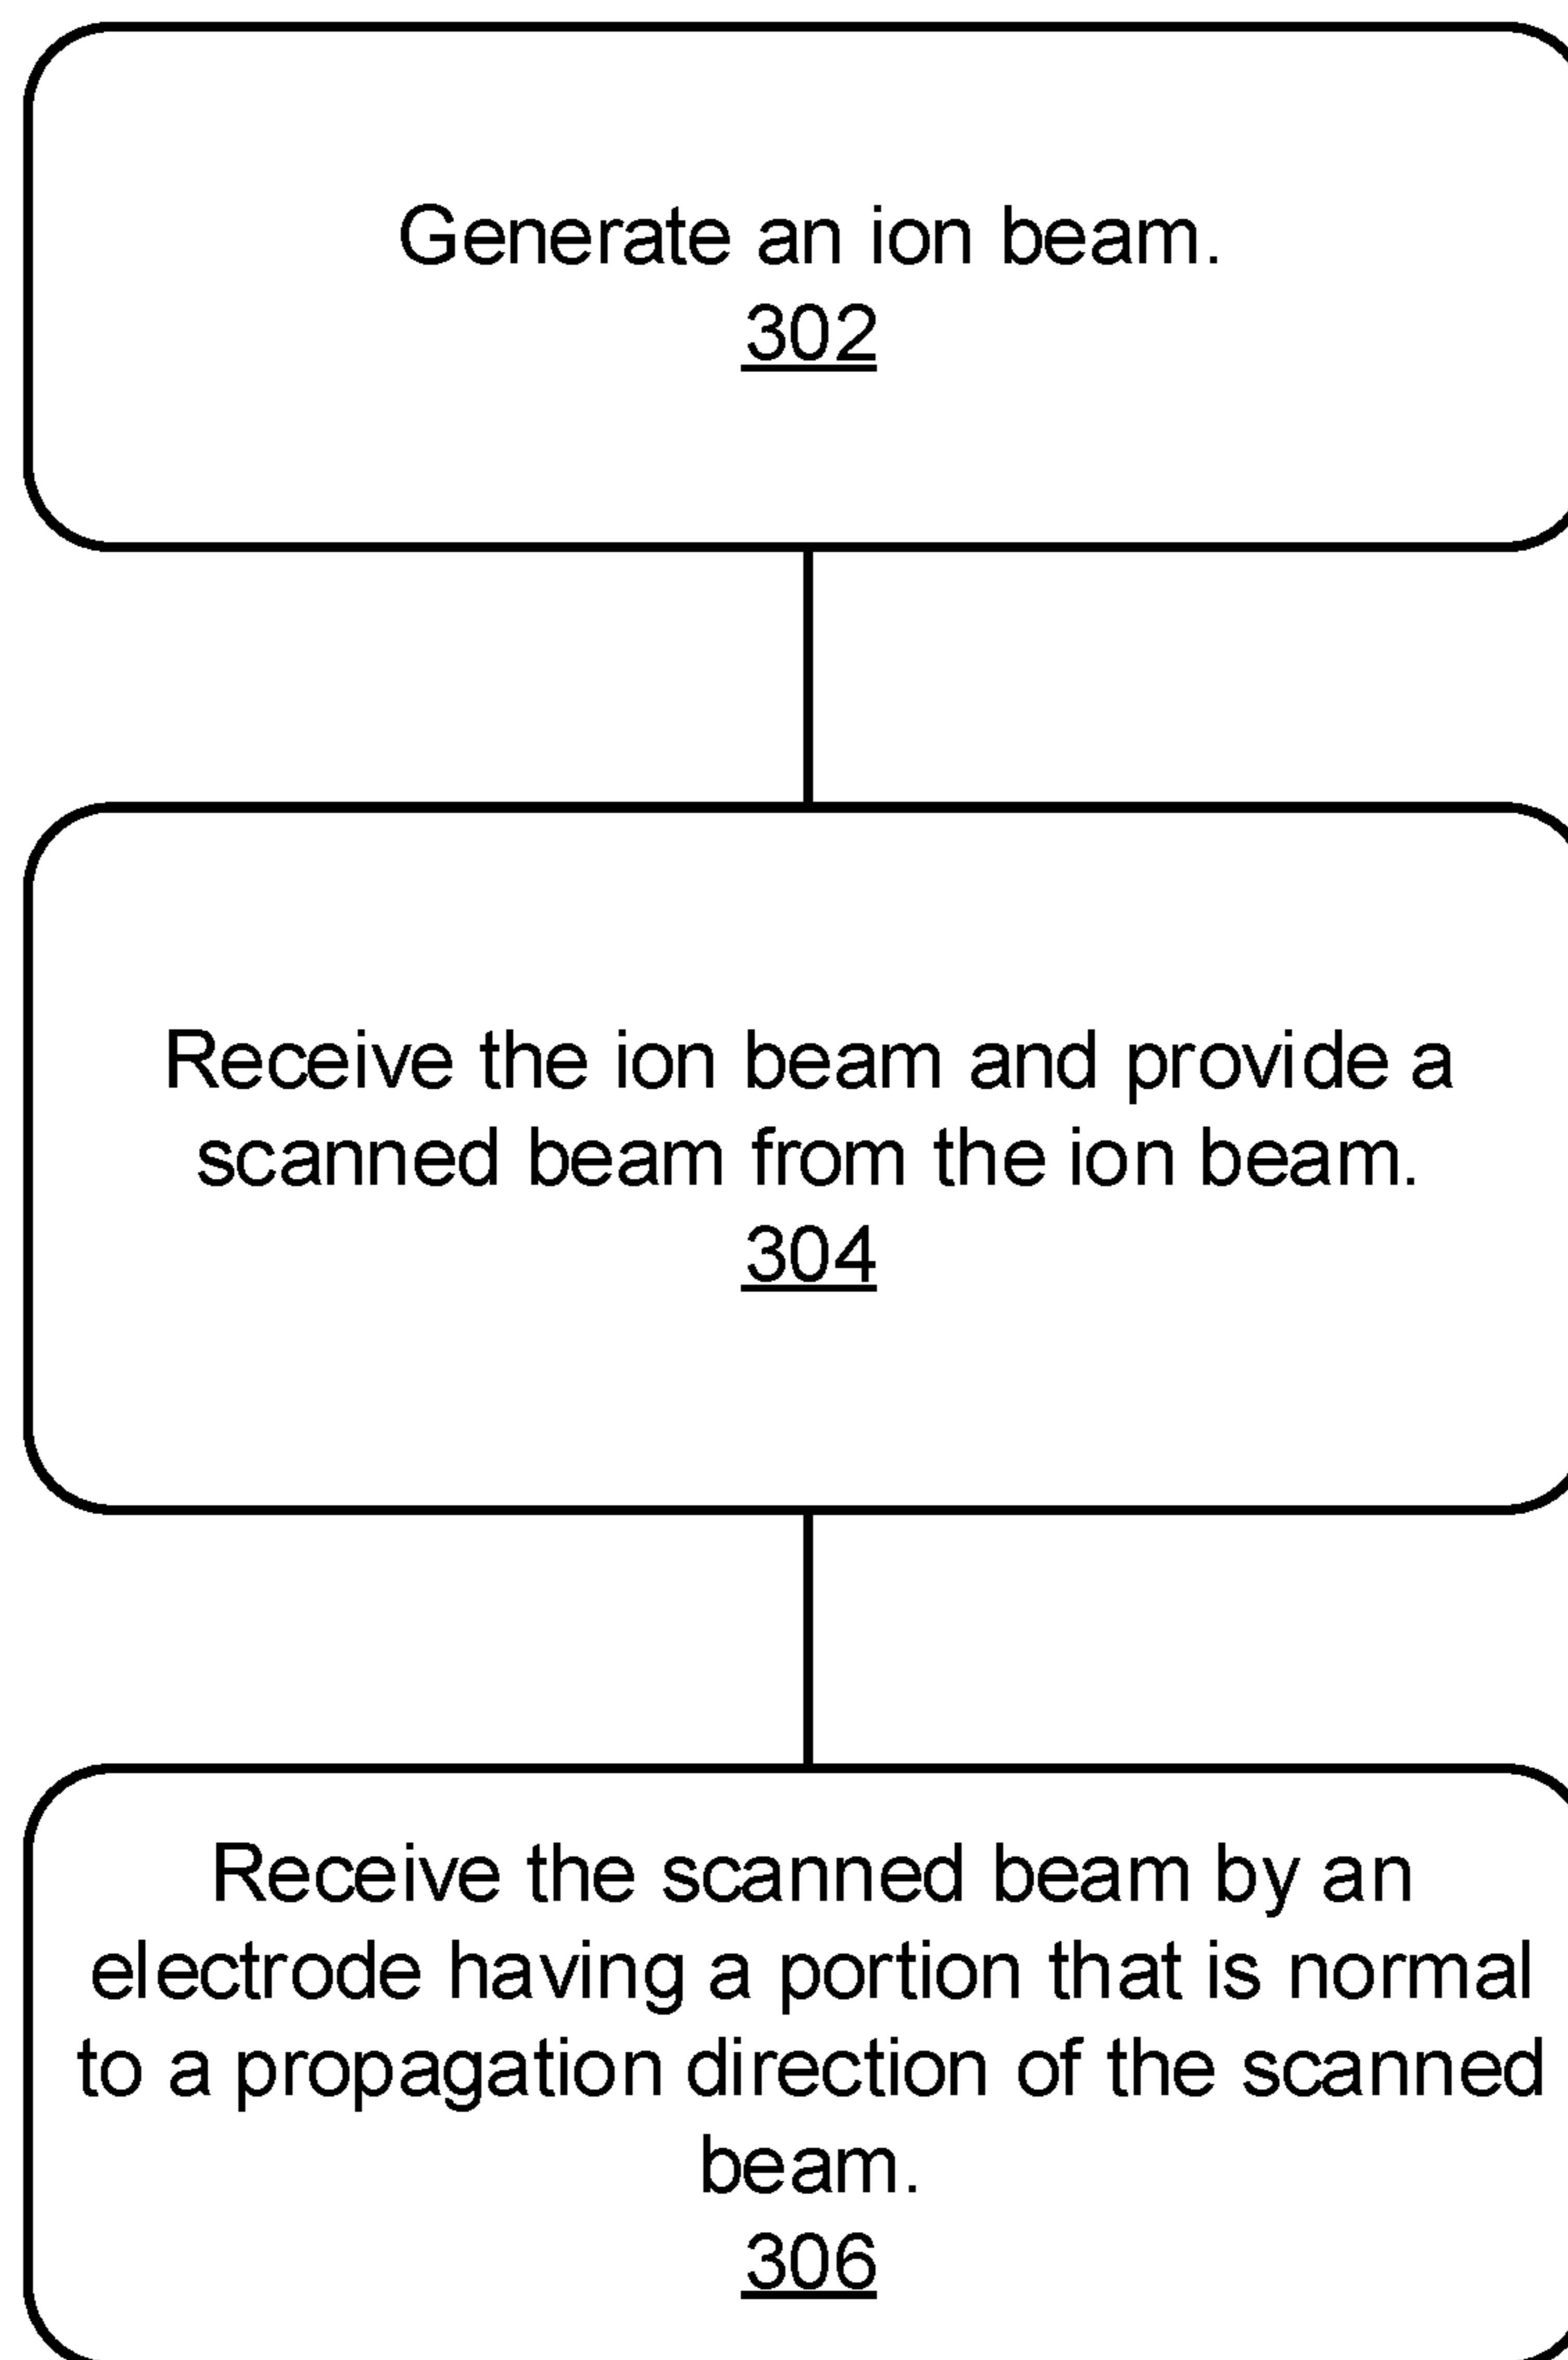 Generate an ion beam.
302
Receive the ion beam and provide a
scanned beam from the ion beam.
304
Receive the scanned beam by an
electrode having a portion that is normal
to a propagation direction of the scanned
beam.
306